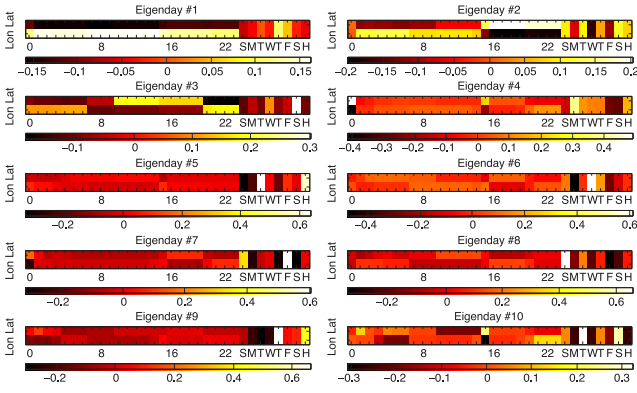 Eigenday #1
Lon Lat
0 8 16 22 SMTWTFSH
−0.15 −0.1 −0.05 0 0.05 0.1 0.15
Eigenday #2
Lon Lat
0 8 16 22 SMTWTFSH
−0.2 −0.15 −0.1 −0.05 0 0.05 0.1 0.15 0.2
Eigenday #3
Lon Lat
0 8 16 22 SMTWTFSH
−0.1 0 0.1 0.2 0.3
Eigenday #4
Lon Lat
0 8 16 22 SMTWTFSH
−0.4 −0.3 −0.2 −0.1 0 0.1 0.2 0.3 0.4
Eigenday #5
Lon Lat
0 8 16 22 SMTWTFSH
−0.2 0 0.2 0.4 0.6
Eigenday #6
Lon Lat
0 8 16 22 SMTWTFSH
−0.4 −0.2 0 0.2 0.4 0.6
Eigenday #7
Lon Lat
0 8 16 22 SMTWTFSH
−0.2 0 0.2 0.4 0.6
Eigenday #8
Lon Lat
0 8 16 22 SMTWTFSH
−0.2 0 0.2 0.4 0.6
Eigenday #9
Lon Lat
0 8 16 22 SMTWTFSH
−0.2 0 0.2 0.4 0.6
Eigenday #10
Lon Lat
0 8 16 22 SMTWTFSH
−0.3 −0.2 −0.1 0 0.1 0.2 0.3